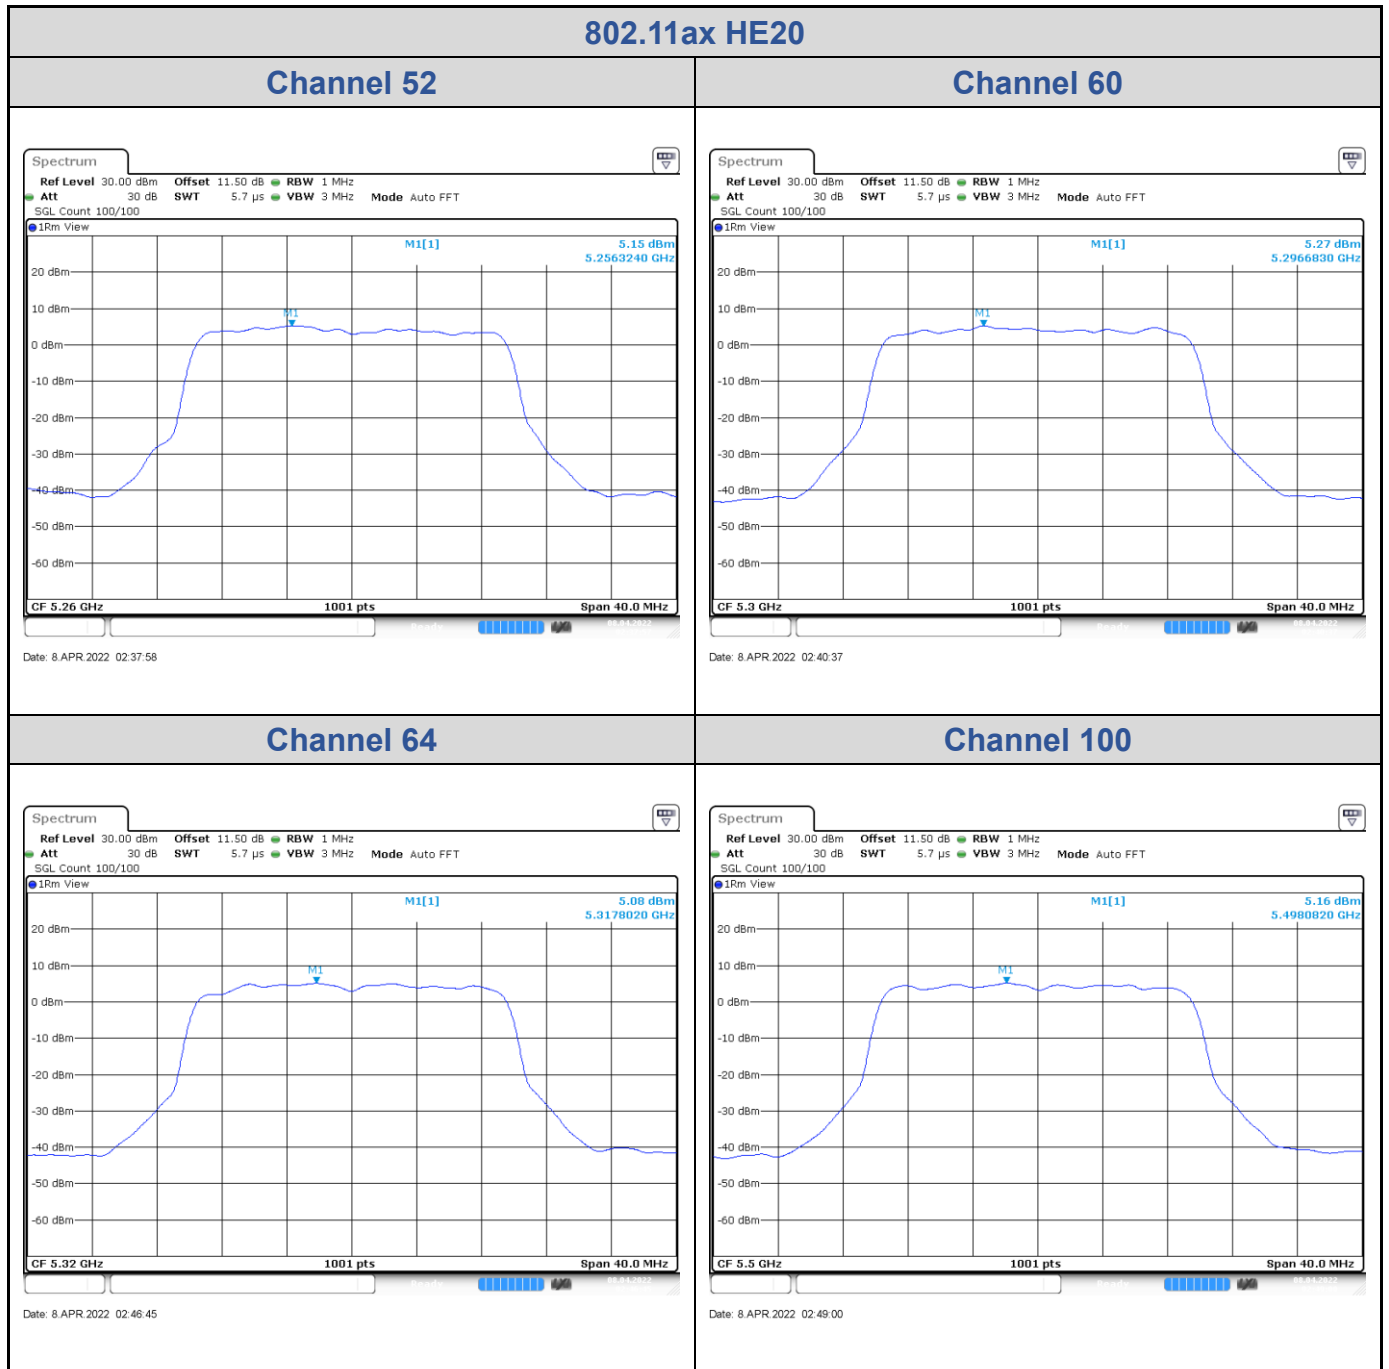 802.11ax HE20
Channel 52
Channel 60
Spectrum
Ref Level 30.00 dBm Offset 11.50 dB RBW 1 MHz
Att 30 dB SWT 5.7 µs VBW 3 MHz Mode Auto FFT
SGL Count 100/100
1Rm View
M1[1] 5.15 dBm
5.2563240 GHz
20 dBm
M1
10 dBm
0 dBm
-10 dBm
-20 dBm
-30 dBm
-40 dBm
-50 dBm
-60 dBm
CF 5.26 GHz 1001 pts Span 40.0 MHz
Ready 08.04.2022
Date: 8.APR.2022 02:37:58
Spectrum
Ref Level 30.00 dBm Offset 11.50 dB RBW 1 MHz
Att 30 dB SWT 5.7 µs VBW 3 MHz Mode Auto FFT
SGL Count 100/100
1Rm View
M1[1] 5.27 dBm
5.2966830 GHz
20 dBm
M1
10 dBm
0 dBm
-10 dBm
-20 dBm
-30 dBm
-40 dBm
-50 dBm
-60 dBm
CF 5.3 GHz 1001 pts Span 40.0 MHz
Ready 08.04.2022
Date: 8.APR.2022 02:40:37
Channel 64
Channel 100
Spectrum
Ref Level 30.00 dBm Offset 11.50 dB RBW 1 MHz
Att 30 dB SWT 5.7 µs VBW 3 MHz Mode Auto FFT
SGL Count 100/100
1Rm View
M1[1] 5.08 dBm
5.3178020 GHz
20 dBm
M1
10 dBm
0 dBm
-10 dBm
-20 dBm
-30 dBm
-40 dBm
-50 dBm
-60 dBm
CF 5.32 GHz 1001 pts Span 40.0 MHz
Ready 08.04.2022
Date: 8.APR.2022 02:46:45
Spectrum
Ref Level 30.00 dBm Offset 11.50 dB RBW 1 MHz
Att 30 dB SWT 5.7 µs VBW 3 MHz Mode Auto FFT
SGL Count 100/100
1Rm View
M1[1] 5.16 dBm
5.4980820 GHz
20 dBm
M1
10 dBm
0 dBm
-10 dBm
-20 dBm
-30 dBm
-40 dBm
-50 dBm
-60 dBm
CF 5.5 GHz 1001 pts Span 40.0 MHz
Ready 08.04.2022
Date: 8.APR.2022 02:49:00